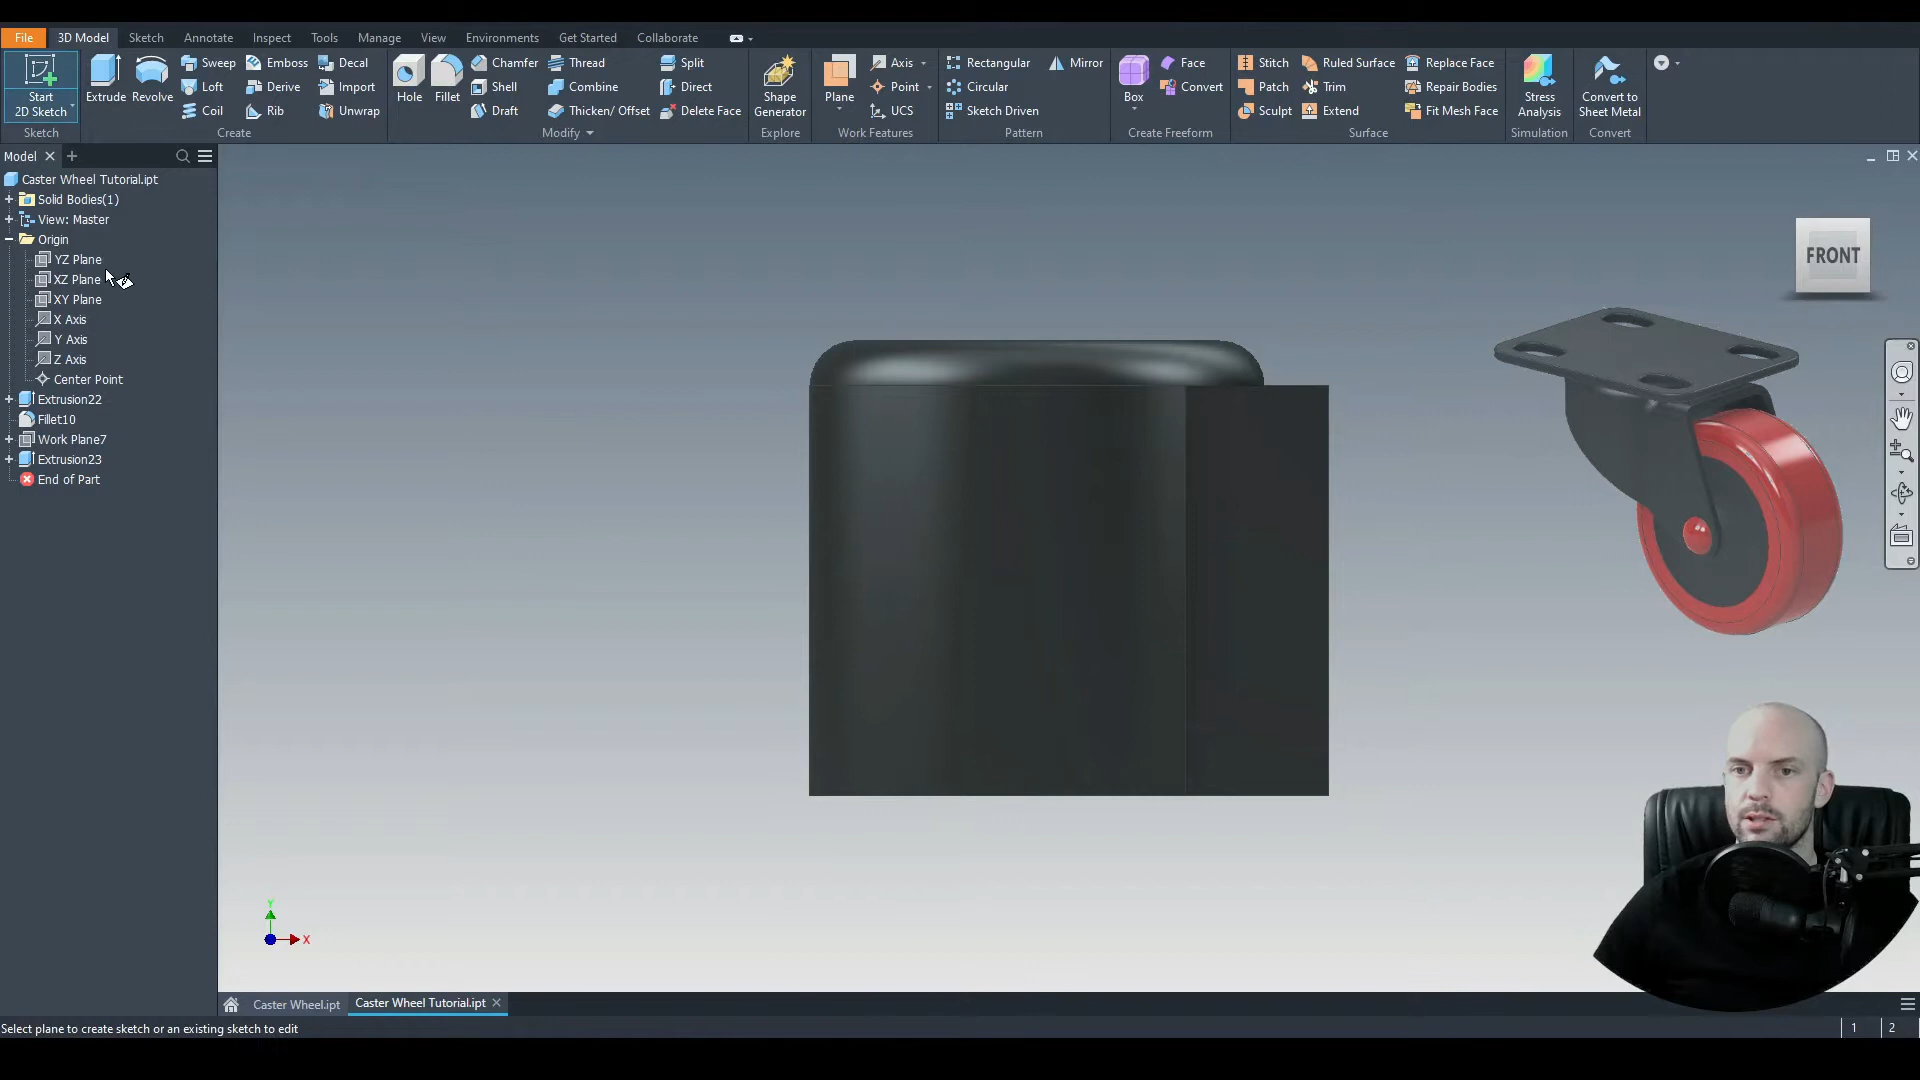 File 3D Model Sketch Annotate Inspect Tools Manage View Environments Get Started Collaborate
Start
2D Sketch
Sketch
Extrude Revolve
Sweep Emboss Decal
Loft Derive Import
Coil Rib Unwrap
Create
Hole Fillet
Chamfer Thread Split
Shell Combine Direct
Draft Thicken/ Offset Delete Face
Modify
Shape
Generator
Explore
Plane
Axis
Point
UCS
Work Features
Rectangular Mirror
Circular
Sketch Driven
Pattern
Box
Face
Convert
Create Freeform
Stitch Ruled Surface Replace Face
Patch Trim Repair Bodies
Sculpt Extend Fit Mesh Face
Surface
Stress
Analysis
Simulation
Convert to
Sheet Metal
Convert
Model
Caster Wheel Tutorial.ipt
Solid Bodies(1)
View: Master
Origin
YZ Plane
XZ Plane
XY Plane
X Axis
Y Axis
Z Axis
Center Point
Extrusion22
Fillet10
Work Plane7
Extrusion23
End of Part
FRONT
Y
X
Caster Wheel.ipt Caster Wheel Tutorial.ipt
Select plane to create sketch or an existing sketch to edit
1 2